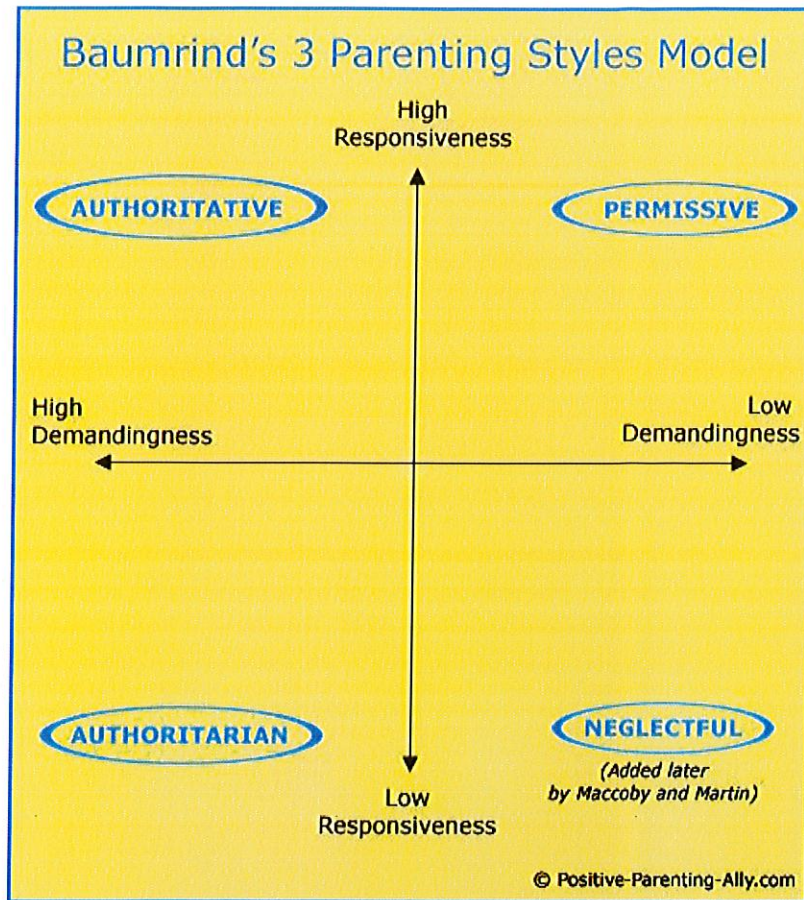 Baumrind's 3 Parenting Styles Model
High
Responsiveness
AUTHORITATIVE
PERMISSIVE
High
Demandingness
Low
Demandingness
AUTHORITARIAN
NEGLECTFUL
(Added later
by Maccoby and Martin)
Low
Responsiveness
© Positive-Parenting-Ally.com